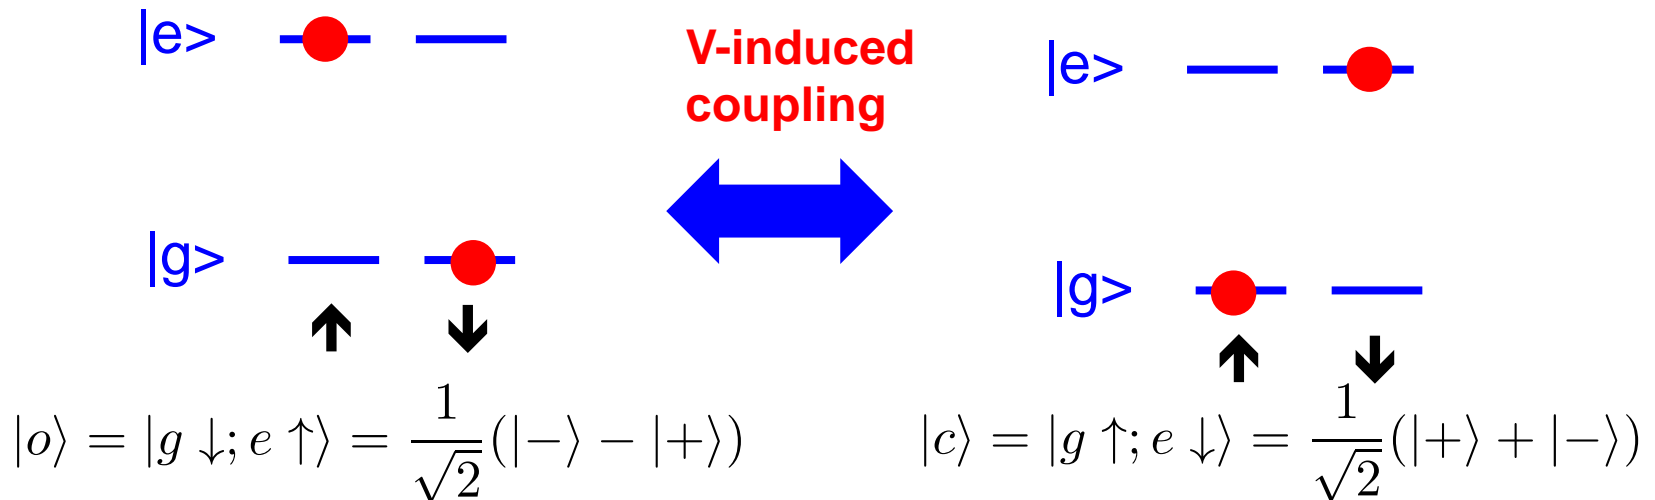 |e>
V-induced
coupling
|e>
|g>
|g>
↑ ↓
↑ ↓
|o⟩ = |g ↓; e ↑⟩ = 1/√2 (|−⟩ − |+⟩)
|c⟩ = |g ↑; e ↓⟩ = 1/√2 (|+⟩ + |−⟩)